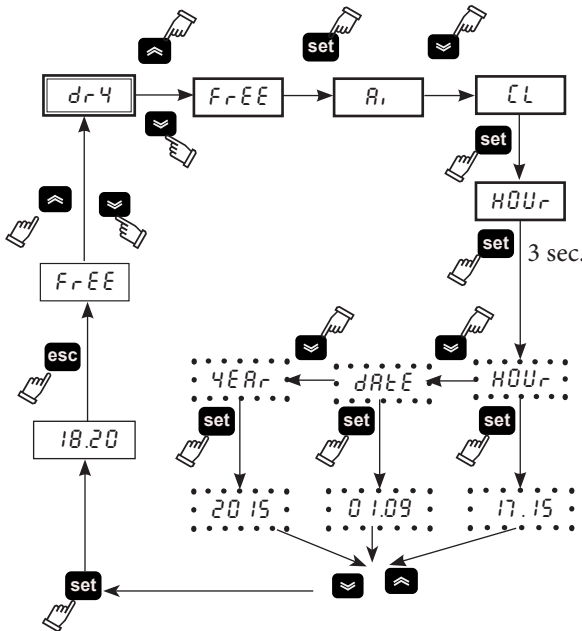 set
dr4 FrEE Ai CL
set
HOUr
set 3 sec.
FrEE
esc
YEAr dAtE HOUr
set set set
18.20
2015 01.09 17.15
set